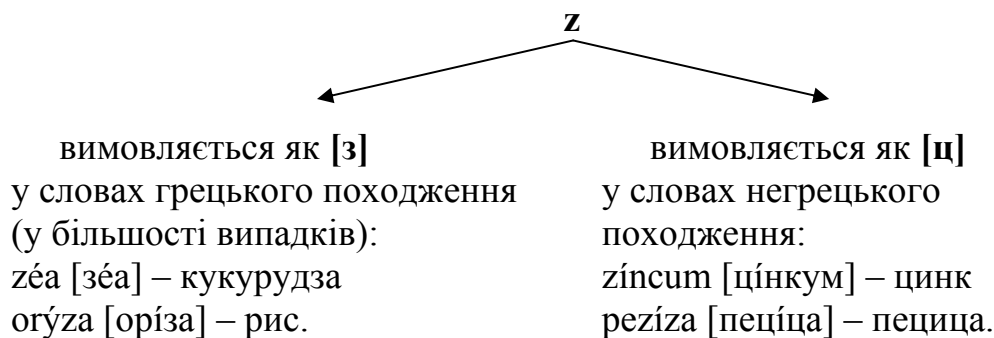 z
вимовляється як [з]
у словах грецького походження
(у більшості випадків):
zéa [зéа] – кукурудза
orýza [орíза] – рис.
вимовляється як [ц]
у словах негрецького
походження:
zíncum [цíнкум] – цинк
pezíza [пецíца] – пецица.